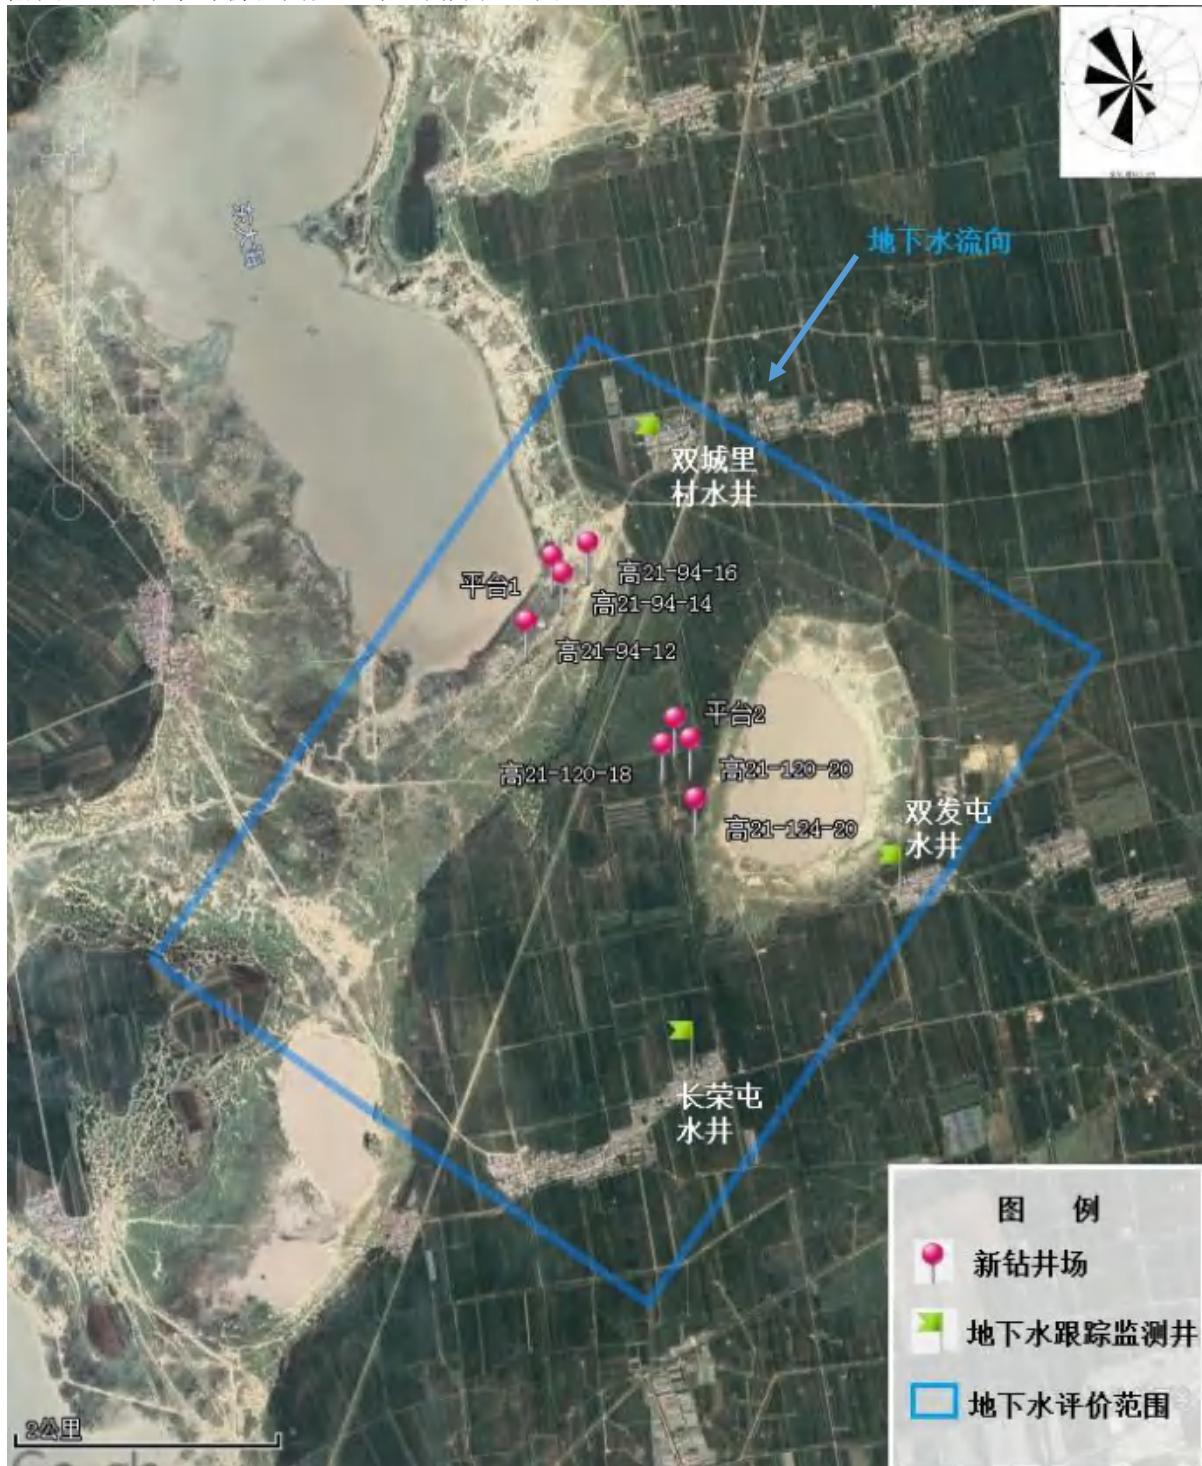 地下水流向
双城里
村水井
平台1
高21-94-16
高21-94-14
高21-94-12
平台2
高21-120-18
高21-120-20
高21-124-20
双发屯
水井
长荣屯
水井
图 例
新钻井场
地下水跟踪监测井
地下水评价范围
2公里